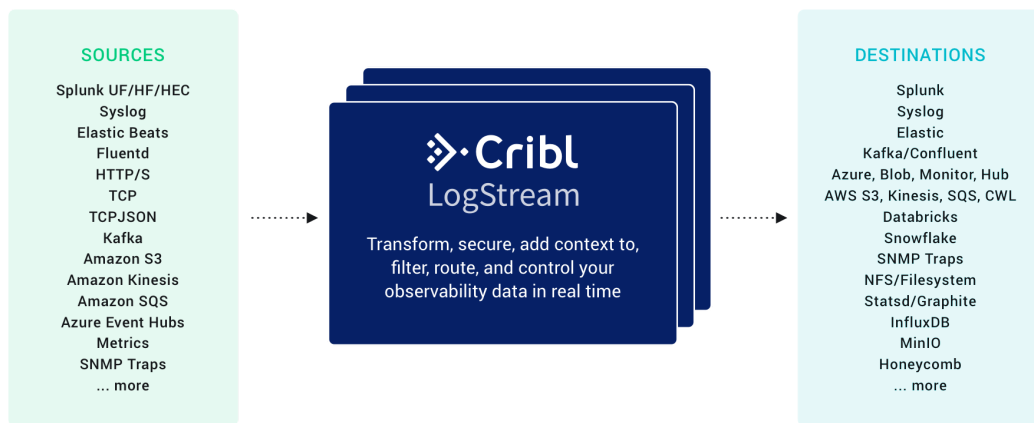 SOURCES
Splunk UF/HF/HEC
Syslog
Elastic Beats
Fluentd
HTTP/S
TCP
TCPJSON
Kafka
Amazon S3
Amazon Kinesis
Amazon SQS
Azure Event Hubs
Metrics
SNMP Traps
... more
Cribl
LogStream
Transform, secure, add context to,
filter, route, and control your
observability data in real time
DESTINATIONS
Splunk
Syslog
Elastic
Kafka/Confluent
Azure, Blob, Monitor, Hub
AWS S3, Kinesis, SQS, CWL
Databricks
Snowflake
SNMP Traps
NFS/Filesystem
Statsd/Graphite
InfluxDB
MinIO
Honeycomb
... more